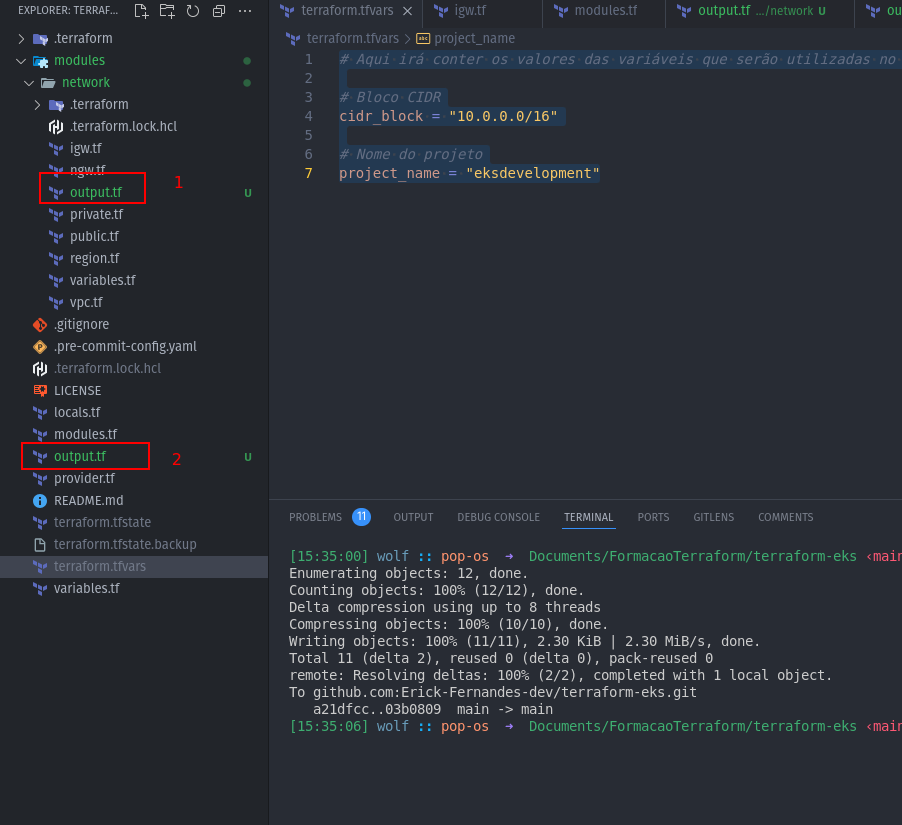 EXPLORER: TERRAF...
.terraform
modules
network
.terraform
.terraform.lock.hcl
igw.tf
ngw.tf
output.tf U
1
private.tf
public.tf
region.tf
variables.tf
vpc.tf
.gitignore
.pre-commit-config.yaml
.terraform.lock.hcl
LICENSE
locals.tf
modules.tf
output.tf U
2
provider.tf
README.md
terraform.tfstate
terraform.tfstate.backup
terraform.tfvars
variables.tf
terraform.tfvars igw.tf modules.tf output.tf .../network U ou
terraform.tfvars > project_name
1 # Aqui irá conter os valores das variáveis que serão utilizadas no
2
3 # Bloco CIDR
4 cidr_block = "10.0.0.0/16"
5
6 # Nome do projeto
7 project_name = "eksdevelopment"
PROBLEMS 11 OUTPUT DEBUG CONSOLE TERMINAL PORTS GITLENS COMMENTS
[15:35:00] wolf :: pop-os ➜ Documents/FormacaoTerraform/terraform-eks ‹main
Enumerating objects: 12, done.
Counting objects: 100% (12/12), done.
Delta compression using up to 8 threads
Compressing objects: 100% (10/10), done.
Writing objects: 100% (11/11), 2.30 KiB | 2.30 MiB/s, done.
Total 11 (delta 2), reused 0 (delta 0), pack-reused 0
remote: Resolving deltas: 100% (2/2), completed with 1 local object.
To github.com:Erick-Fernandes-dev/terraform-eks.git
a21dfcc..03b0809 main -> main
[15:35:06] wolf :: pop-os ➜ Documents/FormacaoTerraform/terraform-eks ‹main